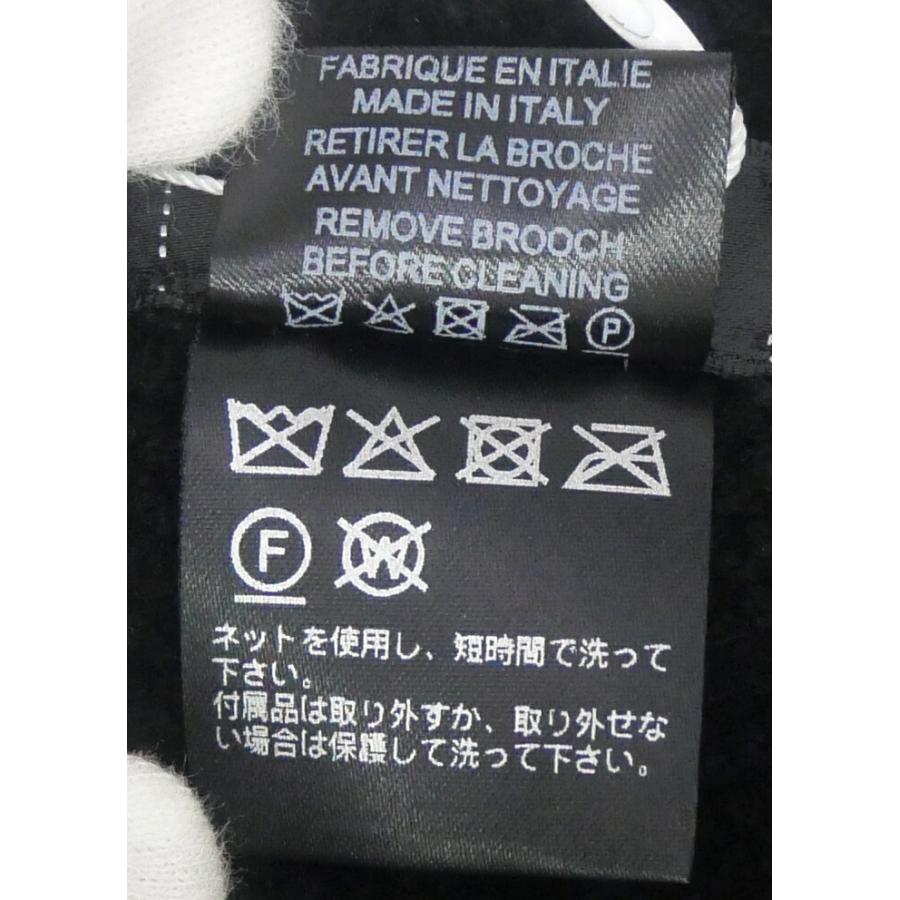 FABRIQUE EN ITALIE
MADE IN ITALY
RETIRER LA BROCHE
AVANT NETTOYAGE
REMOVE BROOCH
BEFORE CLEANING
P
F
W
ネットを使用し、短時間で洗って
下さい。
付属品は取り外すか、取り外せな
い場合は保護して洗って下さい。